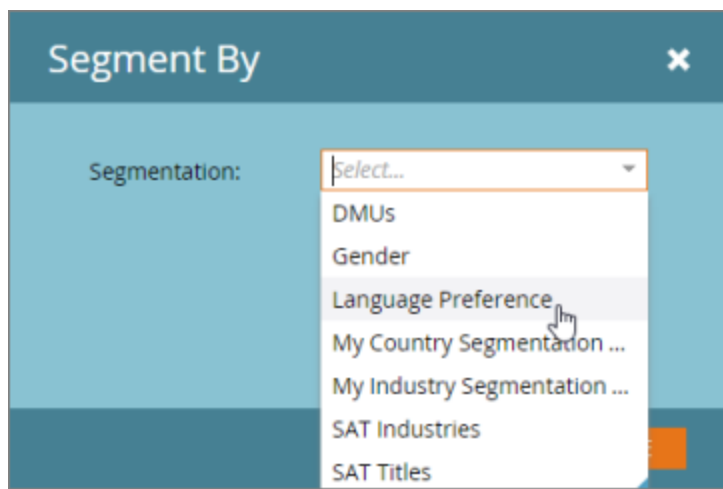 Segment By
Segmentation: Select...
DMUs
Gender
Language Preference
My Country Segmentation ...
My Industry Segmentation ...
SAT Industries
SAT Titles